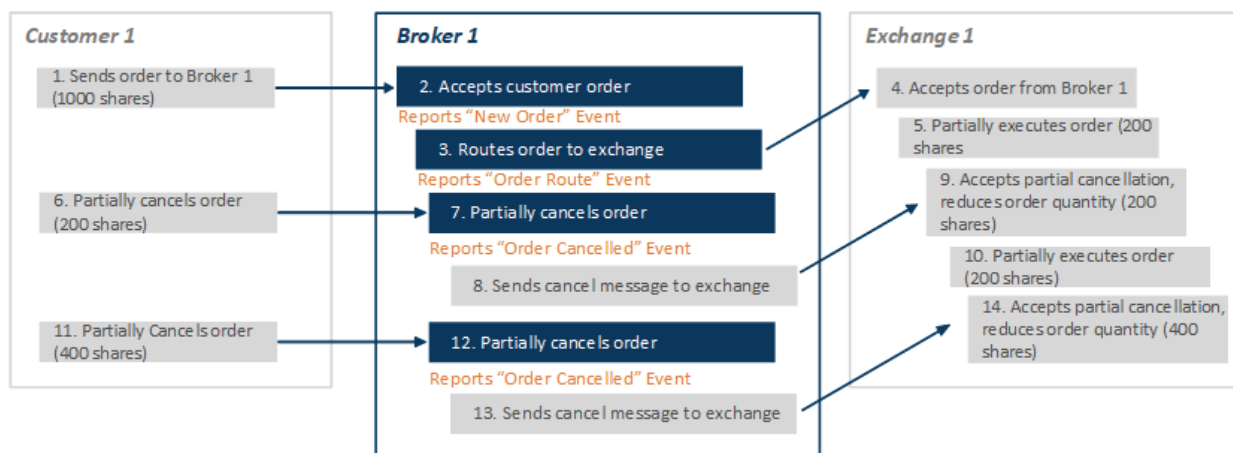 Customer 1
1. Sends order to Broker 1
(1000 shares)
6. Partially cancels order
(200 shares)
11. Partially Cancels order
(400 shares)
Broker 1
2. Accepts customer order
Reports “New Order” Event
3. Routes order to exchange
Reports “Order Route” Event
7. Partially cancels order
Reports “Order Cancelled” Event
8. Sends cancel message to exchange
12. Partially cancels order
Reports “Order Cancelled” Event
13. Sends cancel message to exchange
Exchange 1
4. Accepts order from Broker 1
5. Partially executes order (200
shares
9. Accepts partial cancellation,
reduces order quantity (200
shares)
10. Partially executes order
(200 shares)
14. Accepts partial cancellation,
reduces order quantity (400
shares)